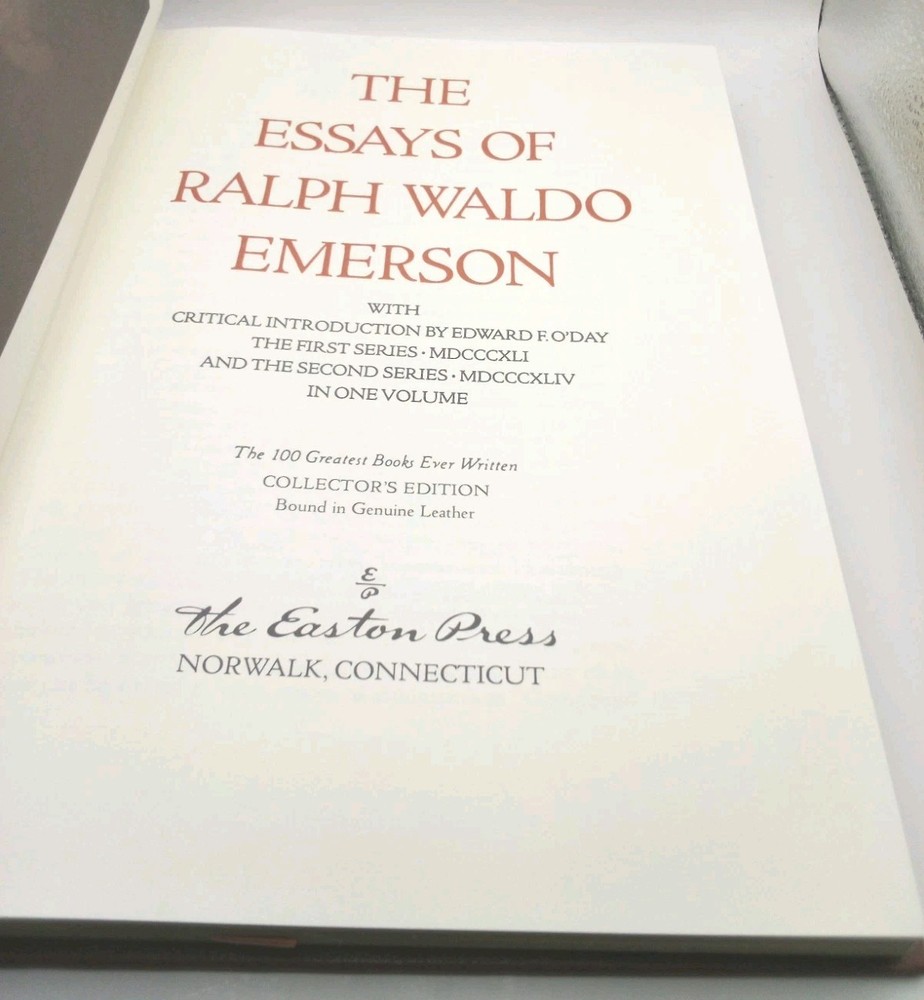 THE
ESSAYS OF
RALPH WALDO
EMERSON
WITH
CRITICAL INTRODUCTION BY EDWARD F. O'DAY
THE FIRST SERIES · MDCCCXLI
AND THE SECOND SERIES · MDCCCXLIV
IN ONE VOLUME
The 100 Greatest Books Ever Written
COLLECTOR'S EDITION
Bound in Genuine Leather
E
P
The Easton Press
NORWALK, CONNECTICUT